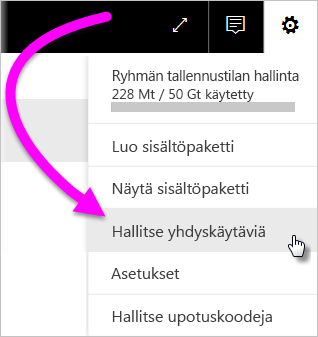 Ryhmän tallennustilan hallinta
228 Mt / 50 Gt käytetty
Luo sisältöpaketti
Näytä sisältöpaketti
Hallitse yhdyskäytäviä
Asetukset
Hallitse upotuskoodeja